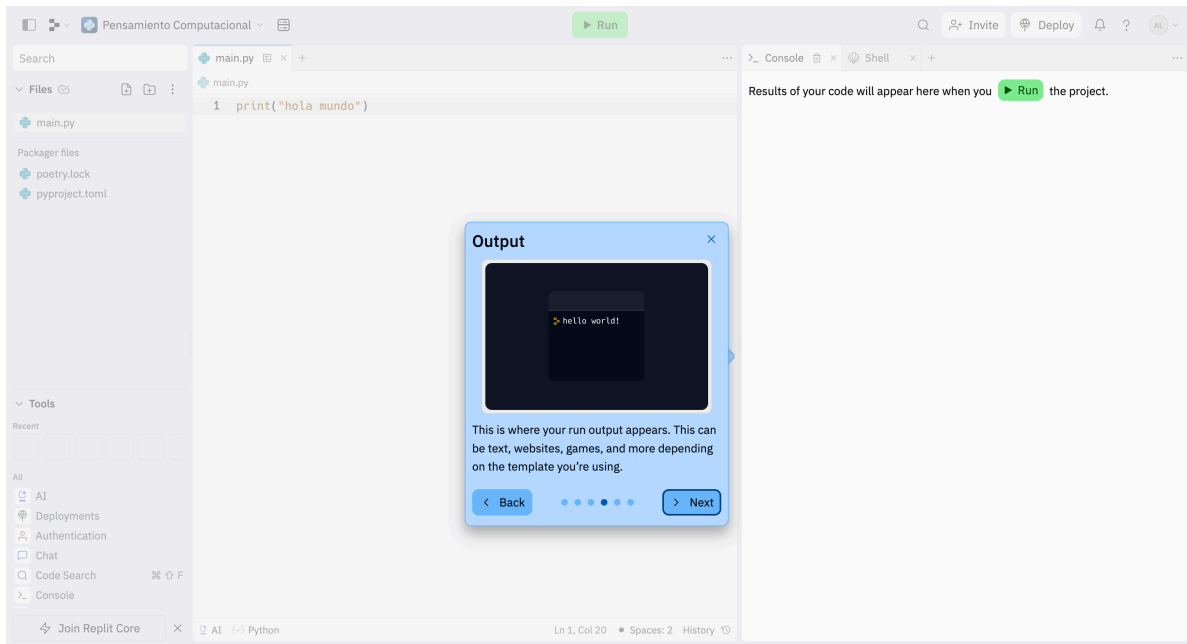 Pensamiento Computacional
Run
Invite
Deploy
AL
Search
Files
main.py
Packager files
poetry.lock
pyproject.toml
Tools
Recent
All
AI
Deployments
Authentication
Chat
Code Search ⌘ ⇧ F
Console
Join Replit Core
main.py
main.py
1 print("hola mundo")
Output
hello world!
This is where your run output appears. This can
be text, websites, games, and more depending
on the template you’re using.
Back
Next
AI Python
Ln 1, Col 20 • Spaces: 2 History
Console
Shell
Results of your code will appear here when you Run the project.